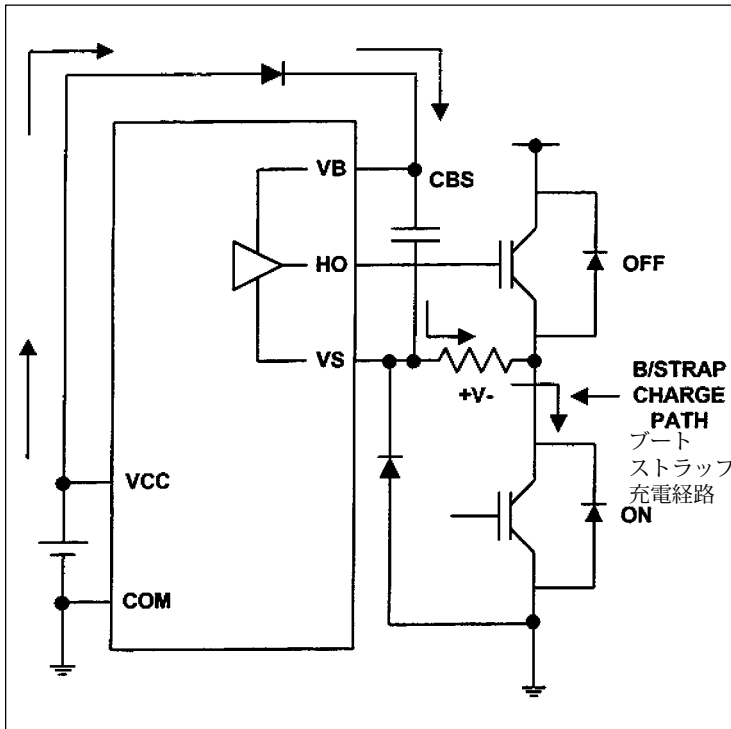 VB
CBS
HO
OFF
VS
+V-
B/STRAP
CHARGE
PATH
ブート
ストラップ
充電経路
VCC
ON
COM